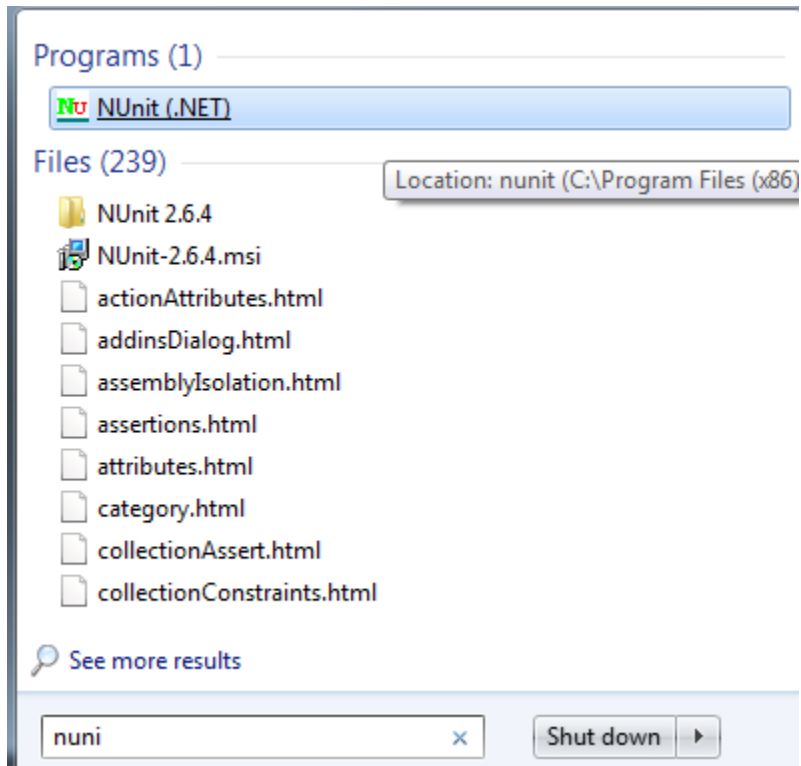 Programs (1)
NU NUnit (.NET)
Files (239)
Location: nunit (C:\Program Files (x86)
NUnit 2.6.4
NUnit-2.6.4.msi
actionAttributes.html
addinsDialog.html
assemblyIsolation.html
assertions.html
attributes.html
category.html
collectionAssert.html
collectionConstraints.html
See more results
nuni
Shut down